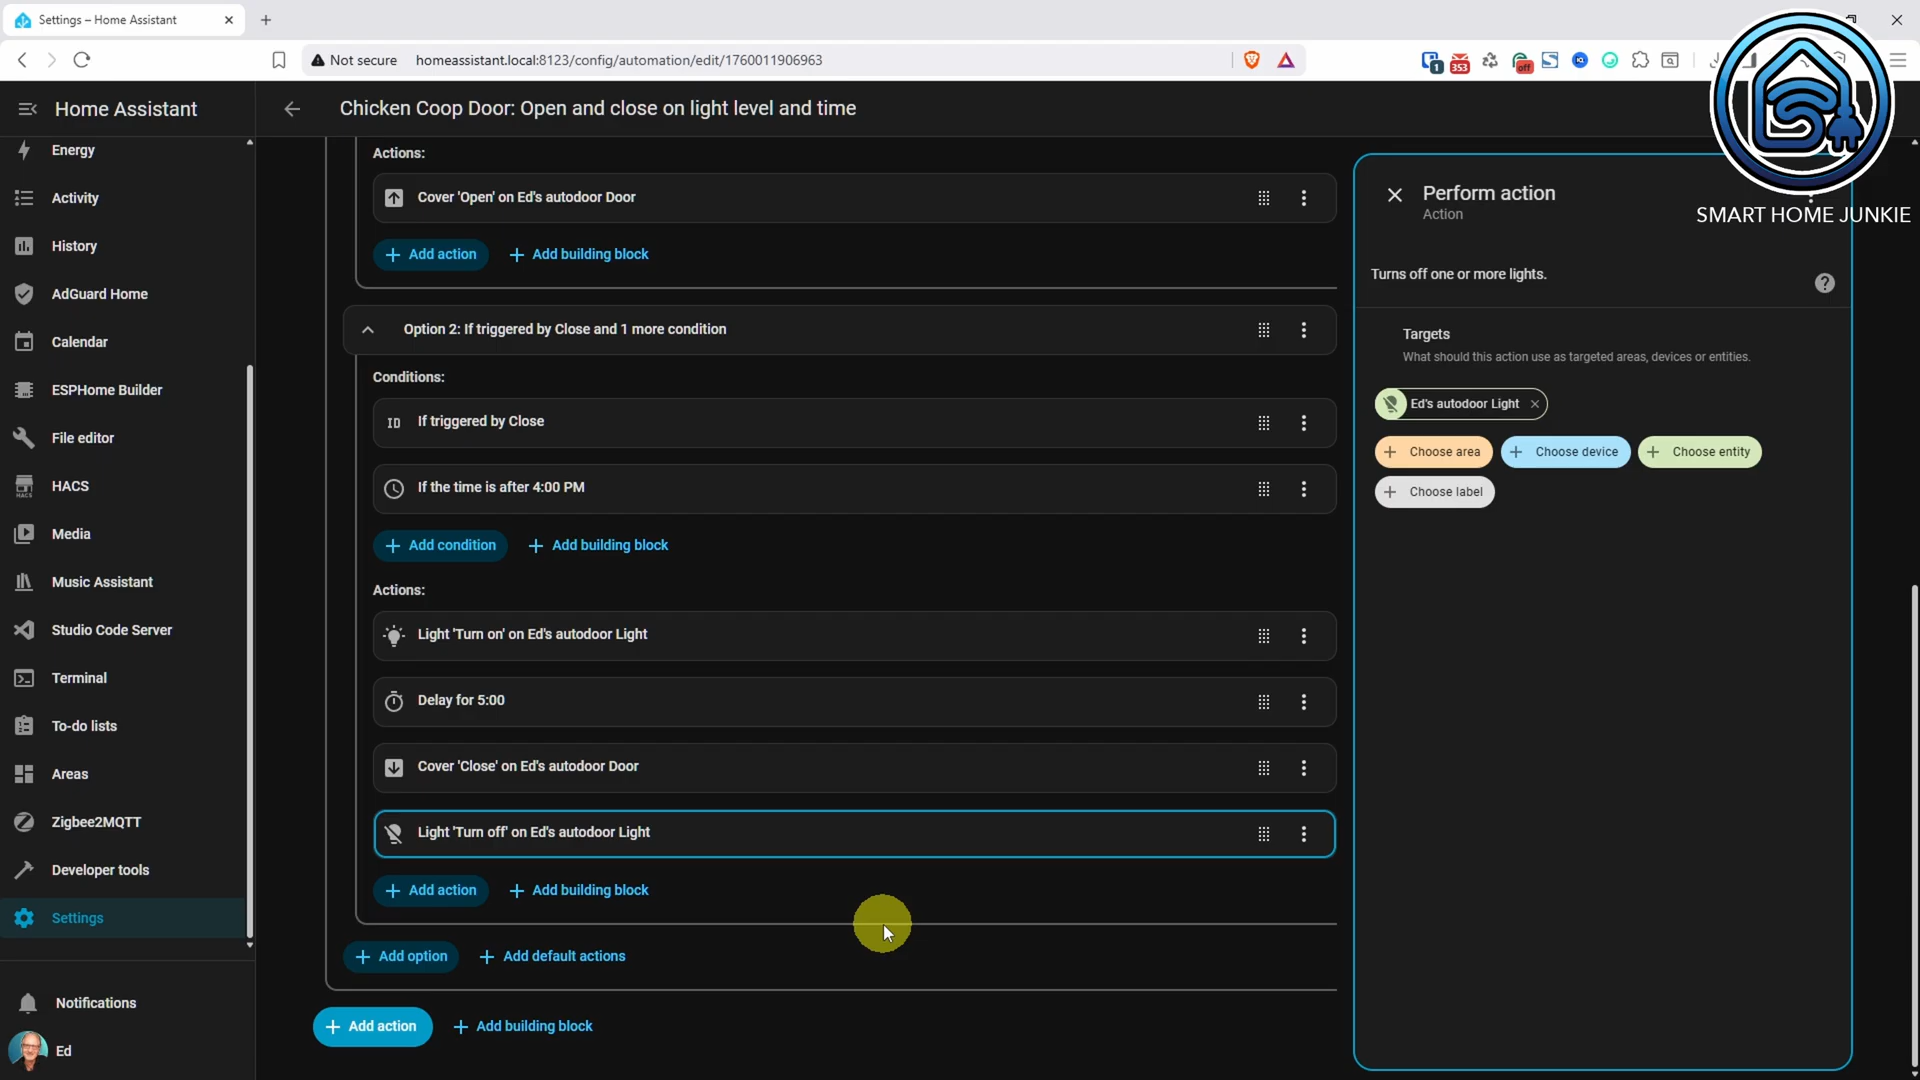 Settings – Home Assistant
Not secure
homeassistant.local:8123/config/automation/edit/1760011906963
1
353
off
Home Assistant
Chicken Coop Door: Open and close on light level and time
SMART HOME JUNKIE
Energy
Activity
History
AdGuard Home
Calendar
ESPHome Builder
File editor
HACS
HACS
Media
Music Assistant
Studio Code Server
Terminal
To-do lists
Areas
Zigbee2MQTT
Developer tools
Settings
Notifications
Ed
Actions:
Cover 'Open' on Ed's autodoor Door
Add action
Add building block
Option 2: If triggered by Close and 1 more condition
Conditions:
ID
If triggered by Close
If the time is after 4:00 PM
Add condition
Add building block
Actions:
Light 'Turn on' on Ed's autodoor Light
Delay for 5:00
Cover 'Close' on Ed's autodoor Door
Light 'Turn off' on Ed's autodoor Light
Add action
Add building block
Add option
Add default actions
Add action
Add building block
Perform action
Action
Turns off one or more lights.
Targets
What should this action use as targeted areas, devices or entities.
Ed's autodoor Light
Choose area
Choose device
Choose entity
Choose label